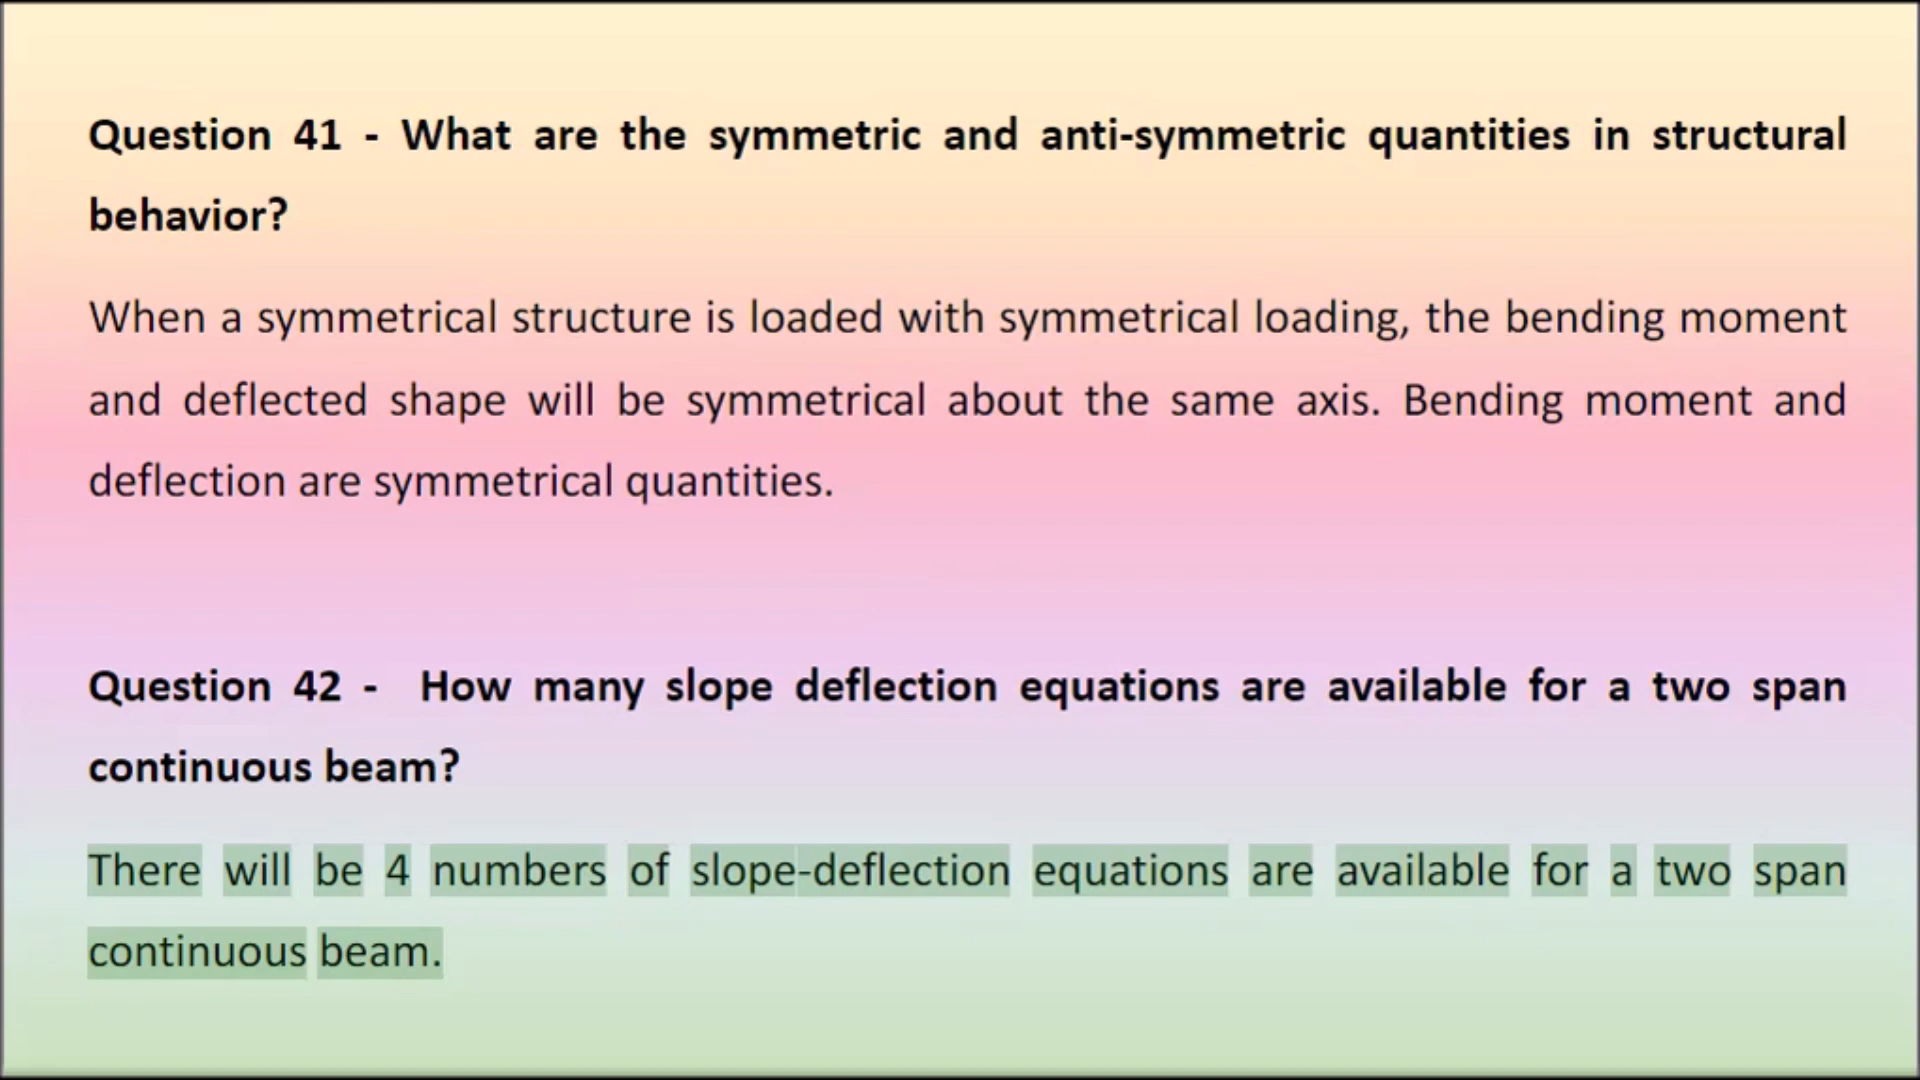 Question 41 - What are the symmetric and anti-symmetric quantities in structural
behavior?
When a symmetrical structure is loaded with symmetrical loading, the bending moment
and deflected shape will be symmetrical about the same axis. Bending moment and
deflection are symmetrical quantities.
Question 42 - How many slope deflection equations are available for a two span
continuous beam?
There will be 4 numbers of slope-deflection equations are available for a two span
continuous beam.